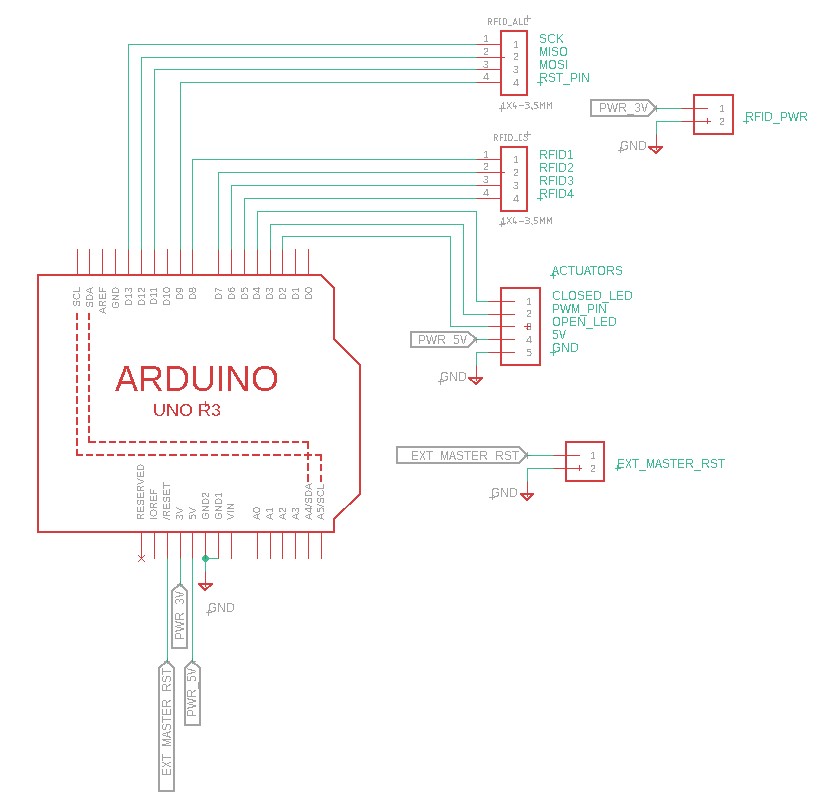 RFID_ALL
1 1 SCK
2 2 MISO
3 3 MOSI
4 4 RST_PIN
1X4-3.5MM
PWR_3V 1
2 RFID_PWR
GND
RFID_CS
1 1 RFID1
2 2 RFID2
3 3 RFID3
4 4 RFID4
1X4-3.5MM
ACTUATORS
1 CLOSED_LED
2 PWM_PIN
3 OPEN_LED
PWR_5V 4 5V
5 GND
GND
SCL SDA AREF GND D13 D12 D11 D10 D9 D8 D7 D6 D5 D4 D3 D2 D1 D0
ARDUINO
UNO R3
EXT_MASTER_RST 1
2 EXT_MASTER_RST
GND
RESERVED IOREF /RESET 3V 5V GND2 GND1 VIN A0 A1 A2 A3 A4/SDA A5/SCL
GND
PWR_3V
EXT_MASTER_RST
PWR_5V